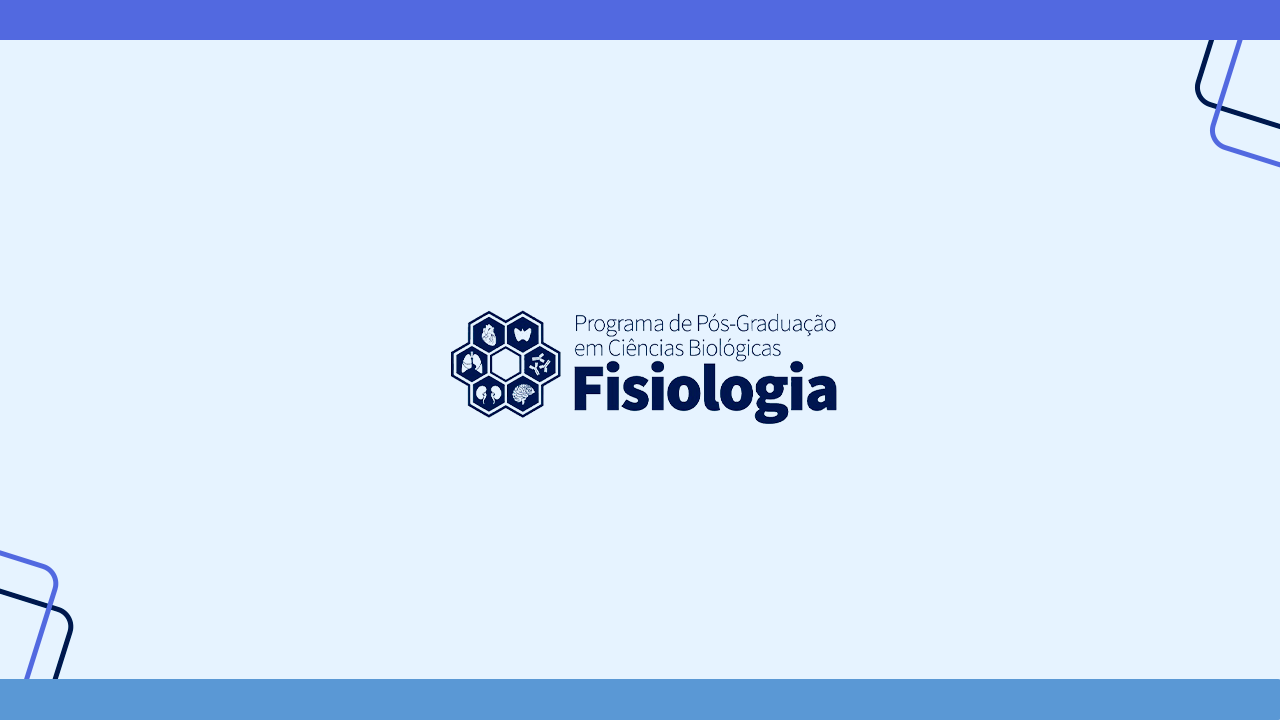 Programa de Pós-Graduação
em Ciências Biológicas
Fisiologia